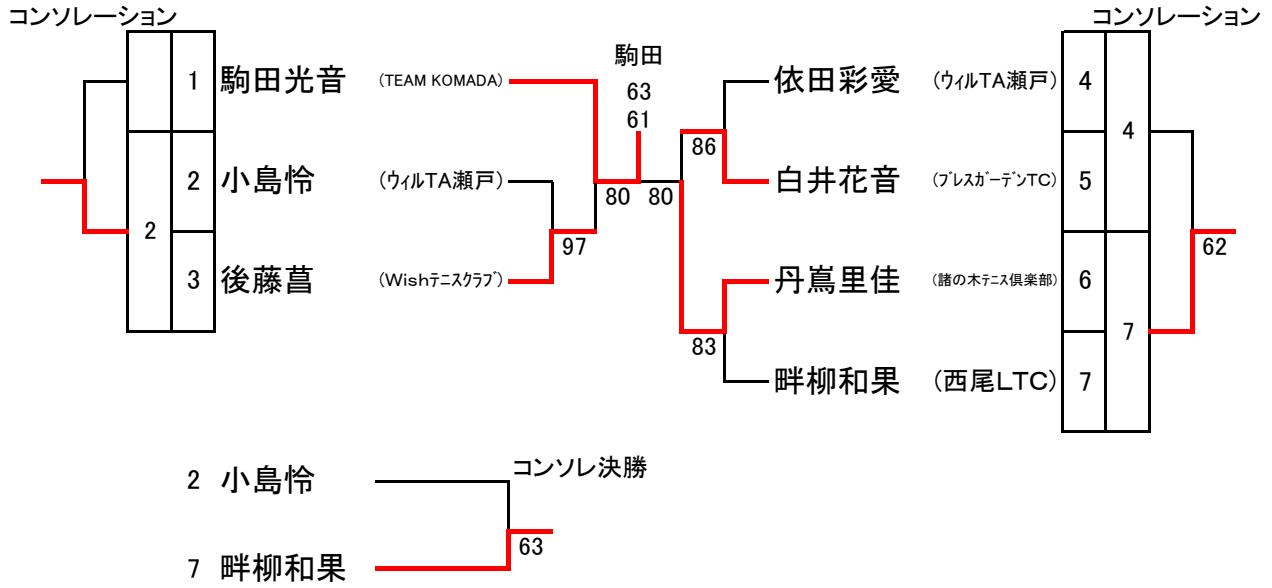 コンソレーション
コンソレーション
駒田
63
61
1 駒田光音 (TEAM KOMADA)
依田彩愛 (ウィルTA瀬戸) 4
4
86
2 小島怜 (ウィルTA瀬戸)
80 80
白井花音 (プレスガーデンTC) 5
2
97
62
3 後藤菖 (Wishテニスクラブ)
丹嶌里佳 (諸の木テニス倶楽部) 6
7
83
畔柳和果 (西尾LTC) 7
コンソレ決勝
2 小島怜
63
7 畔柳和果